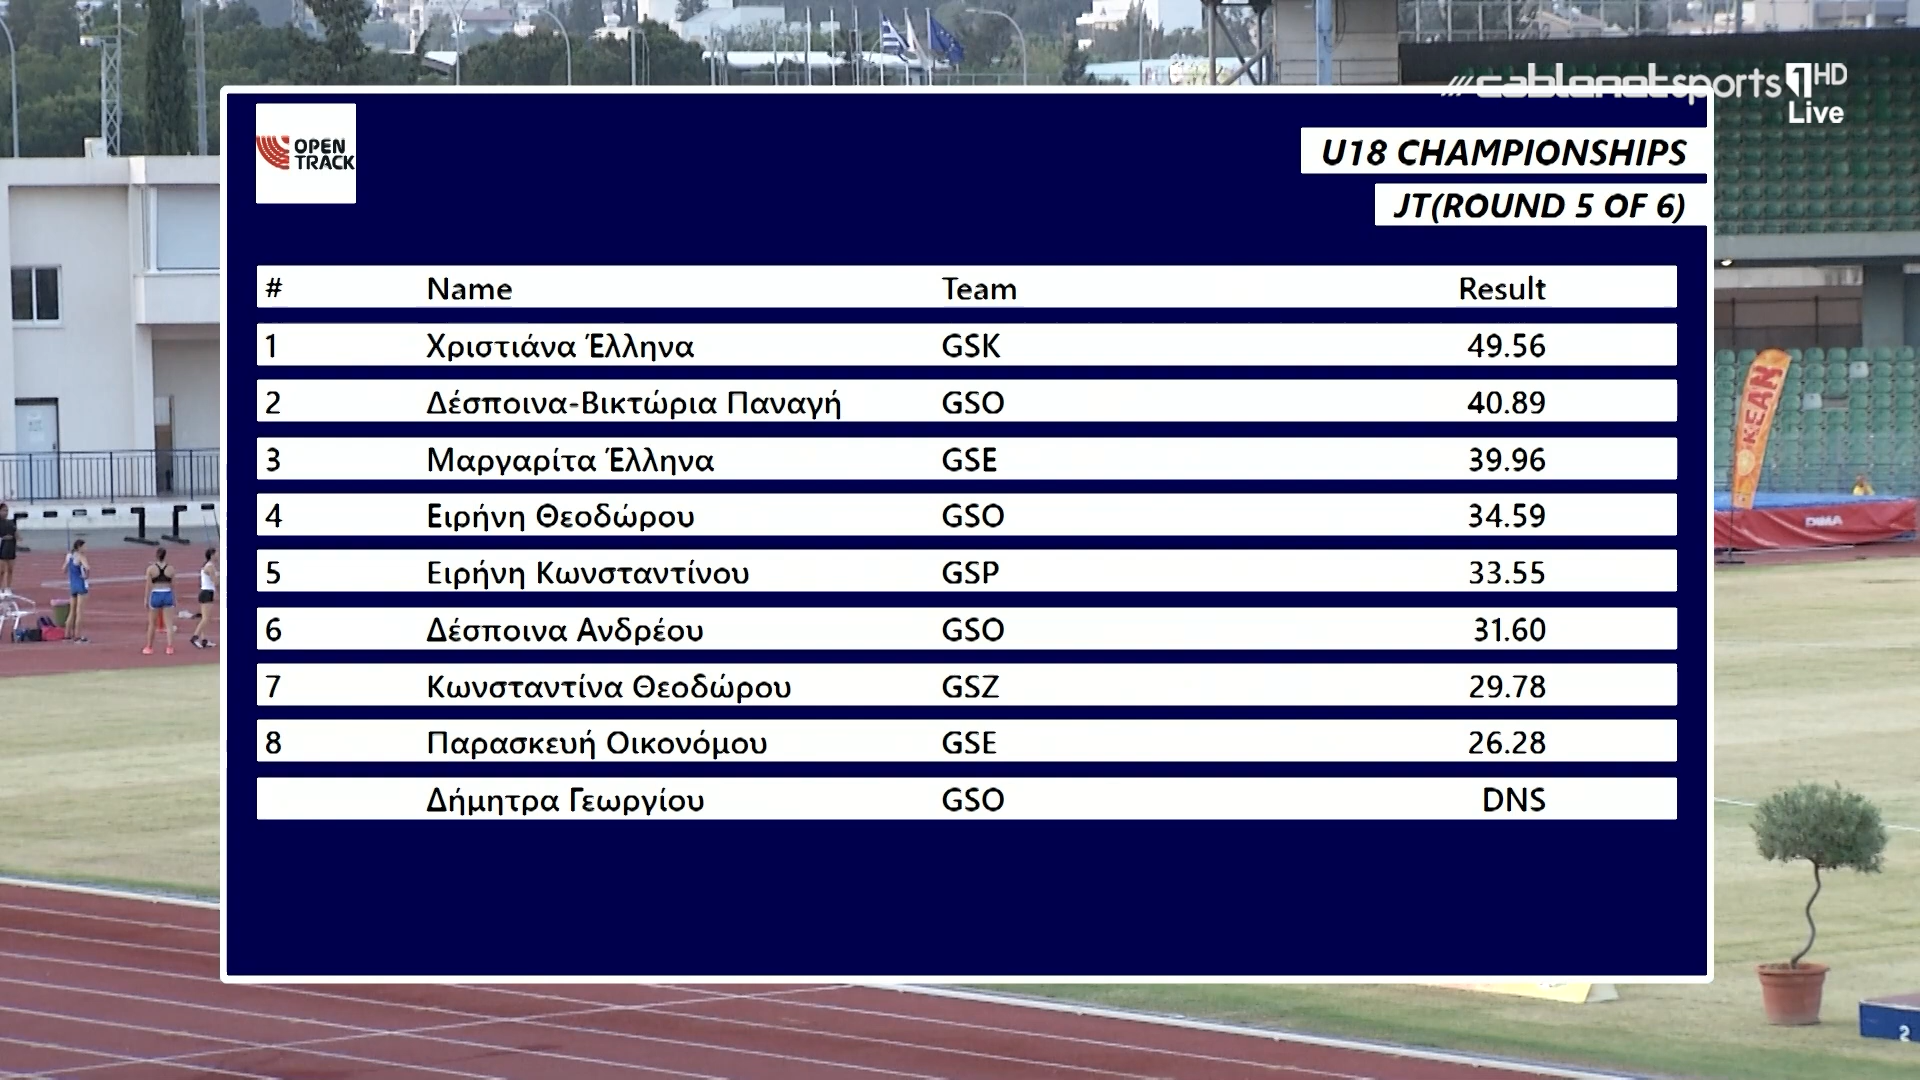 cablenetsports 1 HD
Live
OPEN
TRACK
U18 CHAMPIONSHIPS
JT(ROUND 5 OF 6)
# Name Team Result
1 Χριστιάνα Έλληνα GSK 49.56
2 Δέσποινα-Βικτώρια Παναγή GSO 40.89
3 Μαργαρίτα Έλληνα GSE 39.96
4 Ειρήνη Θεοδώρου GSO 34.59
5 Ειρήνη Κωνσταντίνου GSP 33.55
6 Δέσποινα Ανδρέου GSO 31.60
7 Κωνσταντίνα Θεοδώρου GSZ 29.78
8 Παρασκευή Οικονόμου GSE 26.28
Δήμητρα Γεωργίου GSO DNS
KEAN
DIMA
2